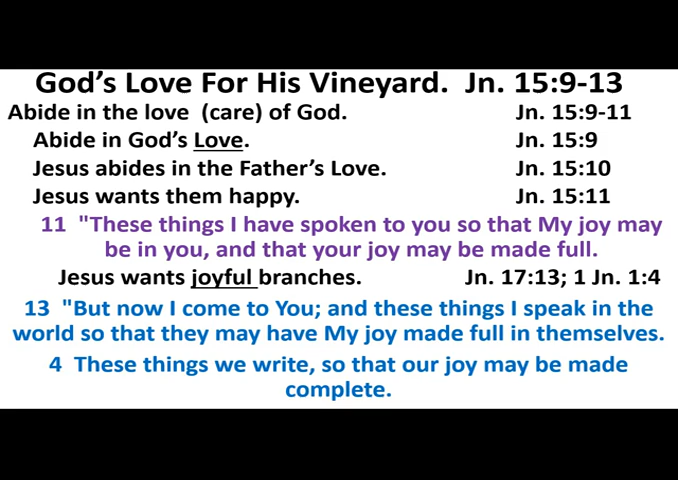 God's Love For His Vineyard. Jn. 15:9-13
Abide in the love (care) of God. Jn. 15:9-11
Abide in God's Love. Jn. 15:9
Jesus abides in the Father's Love. Jn. 15:10
Jesus wants them happy. Jn. 15:11
11 "These things I have spoken to you so that My joy may
be in you, and that your joy may be made full.
Jesus wants joyful branches. Jn. 17:13; 1 Jn. 1:4
13 "But now I come to You; and these things I speak in the
world so that they may have My joy made full in themselves.
4 These things we write, so that our joy may be made
complete.